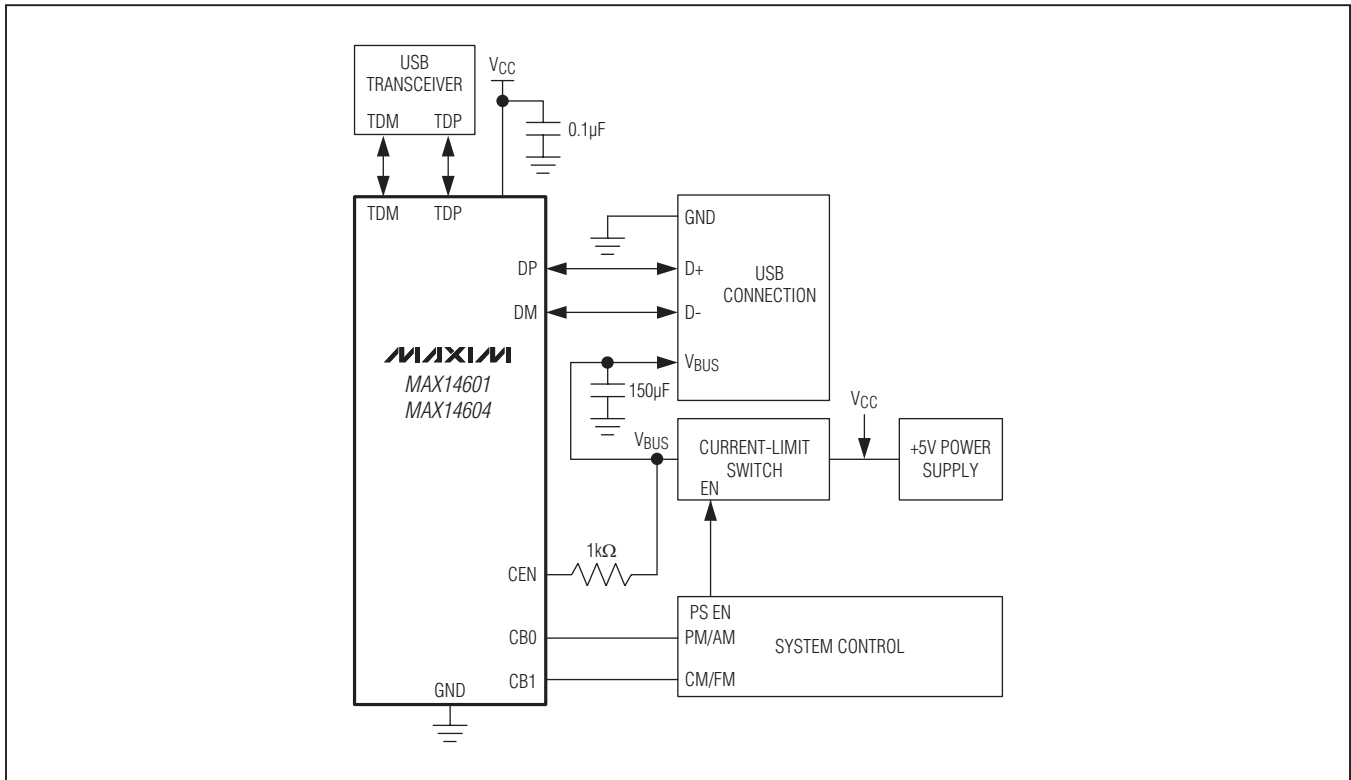 USB
TRANSCEIVER
TDM TDP
VCC
0.1µF
TDM TDP
DP
DM
MAXIM
MAX14601
MAX14604
CEN
CB0
CB1
GND
GND
D+
D-
VBUS
USB
CONNECTION
150µF
VBUS
CURRENT-LIMIT
SWITCH
EN
VCC
+5V POWER
SUPPLY
1kΩ
PS EN
PM/AM
CM/FM
SYSTEM CONTROL